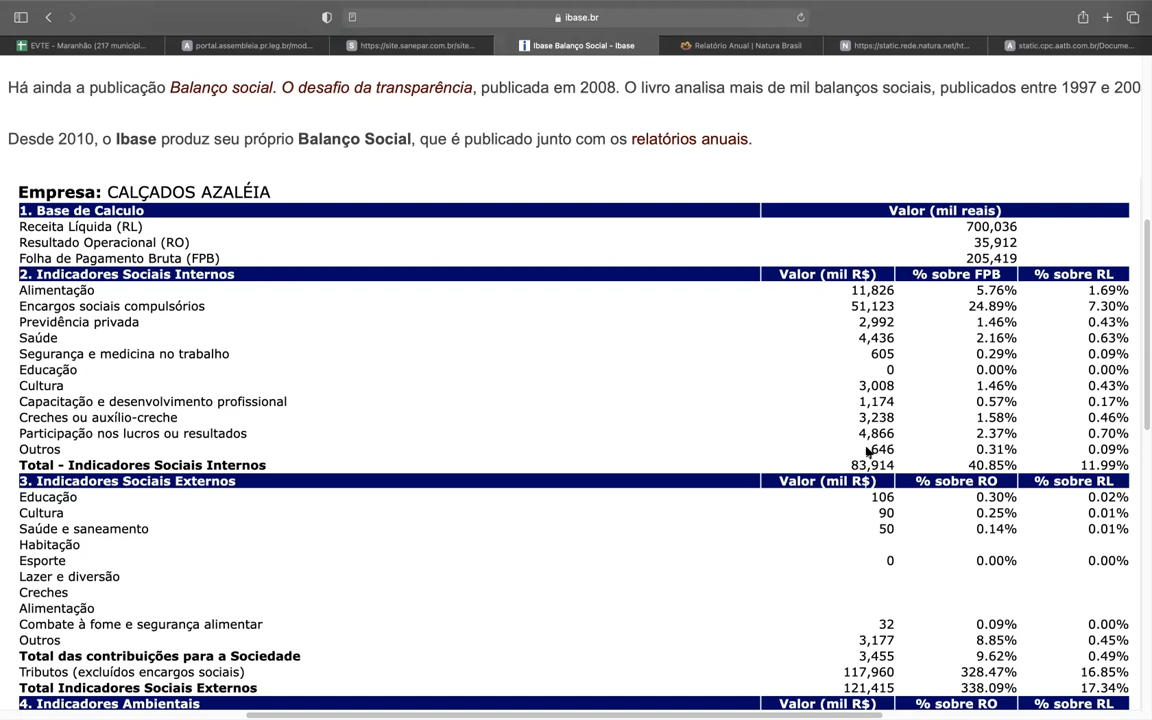 ibase.br
EVTE - Maranhão (217 municípi...
portal.assembleia.pr.leg.br/mod...
https://site.sanepar.com.br/site...
Ibase Balanço Social - Ibase
Relatório Anual | Natura Brasil
https://static.rede.natura.net/ht...
static.cpc.aatb.com.br/Docume...
Há ainda a publicação Balanço social. O desafio da transparência, publicada em 2008. O livro analisa mais de mil balanços sociais, publicados entre 1997 e 200
Desde 2010, o Ibase produz seu próprio Balanço Social, que é publicado junto com os relatórios anuais.
Empresa: CALÇADOS AZALÉIA
1. Base de Calculo Valor (mil reais)
Receita Líquida (RL) 700,036
Resultado Operacional (RO) 35,912
Folha de Pagamento Bruta (FPB) 205,419
2. Indicadores Sociais Internos Valor (mil R$) % sobre FPB % sobre RL
Alimentação 11,826 5.76% 1.69%
Encargos sociais compulsórios 51,123 24.89% 7.30%
Previdência privada 2,992 1.46% 0.43%
Saúde 4,436 2.16% 0.63%
Segurança e medicina no trabalho 605 0.29% 0.09%
Educação 0 0.00% 0.00%
Cultura 3,008 1.46% 0.43%
Capacitação e desenvolvimento profissional 1,174 0.57% 0.17%
Creches ou auxílio-creche 3,238 1.58% 0.46%
Participação nos lucros ou resultados 4,866 2.37% 0.70%
Outros 646 0.31% 0.09%
Total - Indicadores Sociais Internos 83,914 40.85% 11.99%
3. Indicadores Sociais Externos Valor (mil R$) % sobre RO % sobre RL
Educação 106 0.30% 0.02%
Cultura 90 0.25% 0.01%
Saúde e saneamento 50 0.14% 0.01%
Habitação
Esporte 0 0.00% 0.00%
Lazer e diversão
Creches
Alimentação
Combate à fome e segurança alimentar 32 0.09% 0.00%
Outros 3,177 8.85% 0.45%
Total das contribuições para a Sociedade 3,455 9.62% 0.49%
Tributos (excluídos encargos sociais) 117,960 328.47% 16.85%
Total Indicadores Sociais Externos 121,415 338.09% 17.34%
4. Indicadores Ambientais Valor (mil R$) % sobre RO % sobre RL